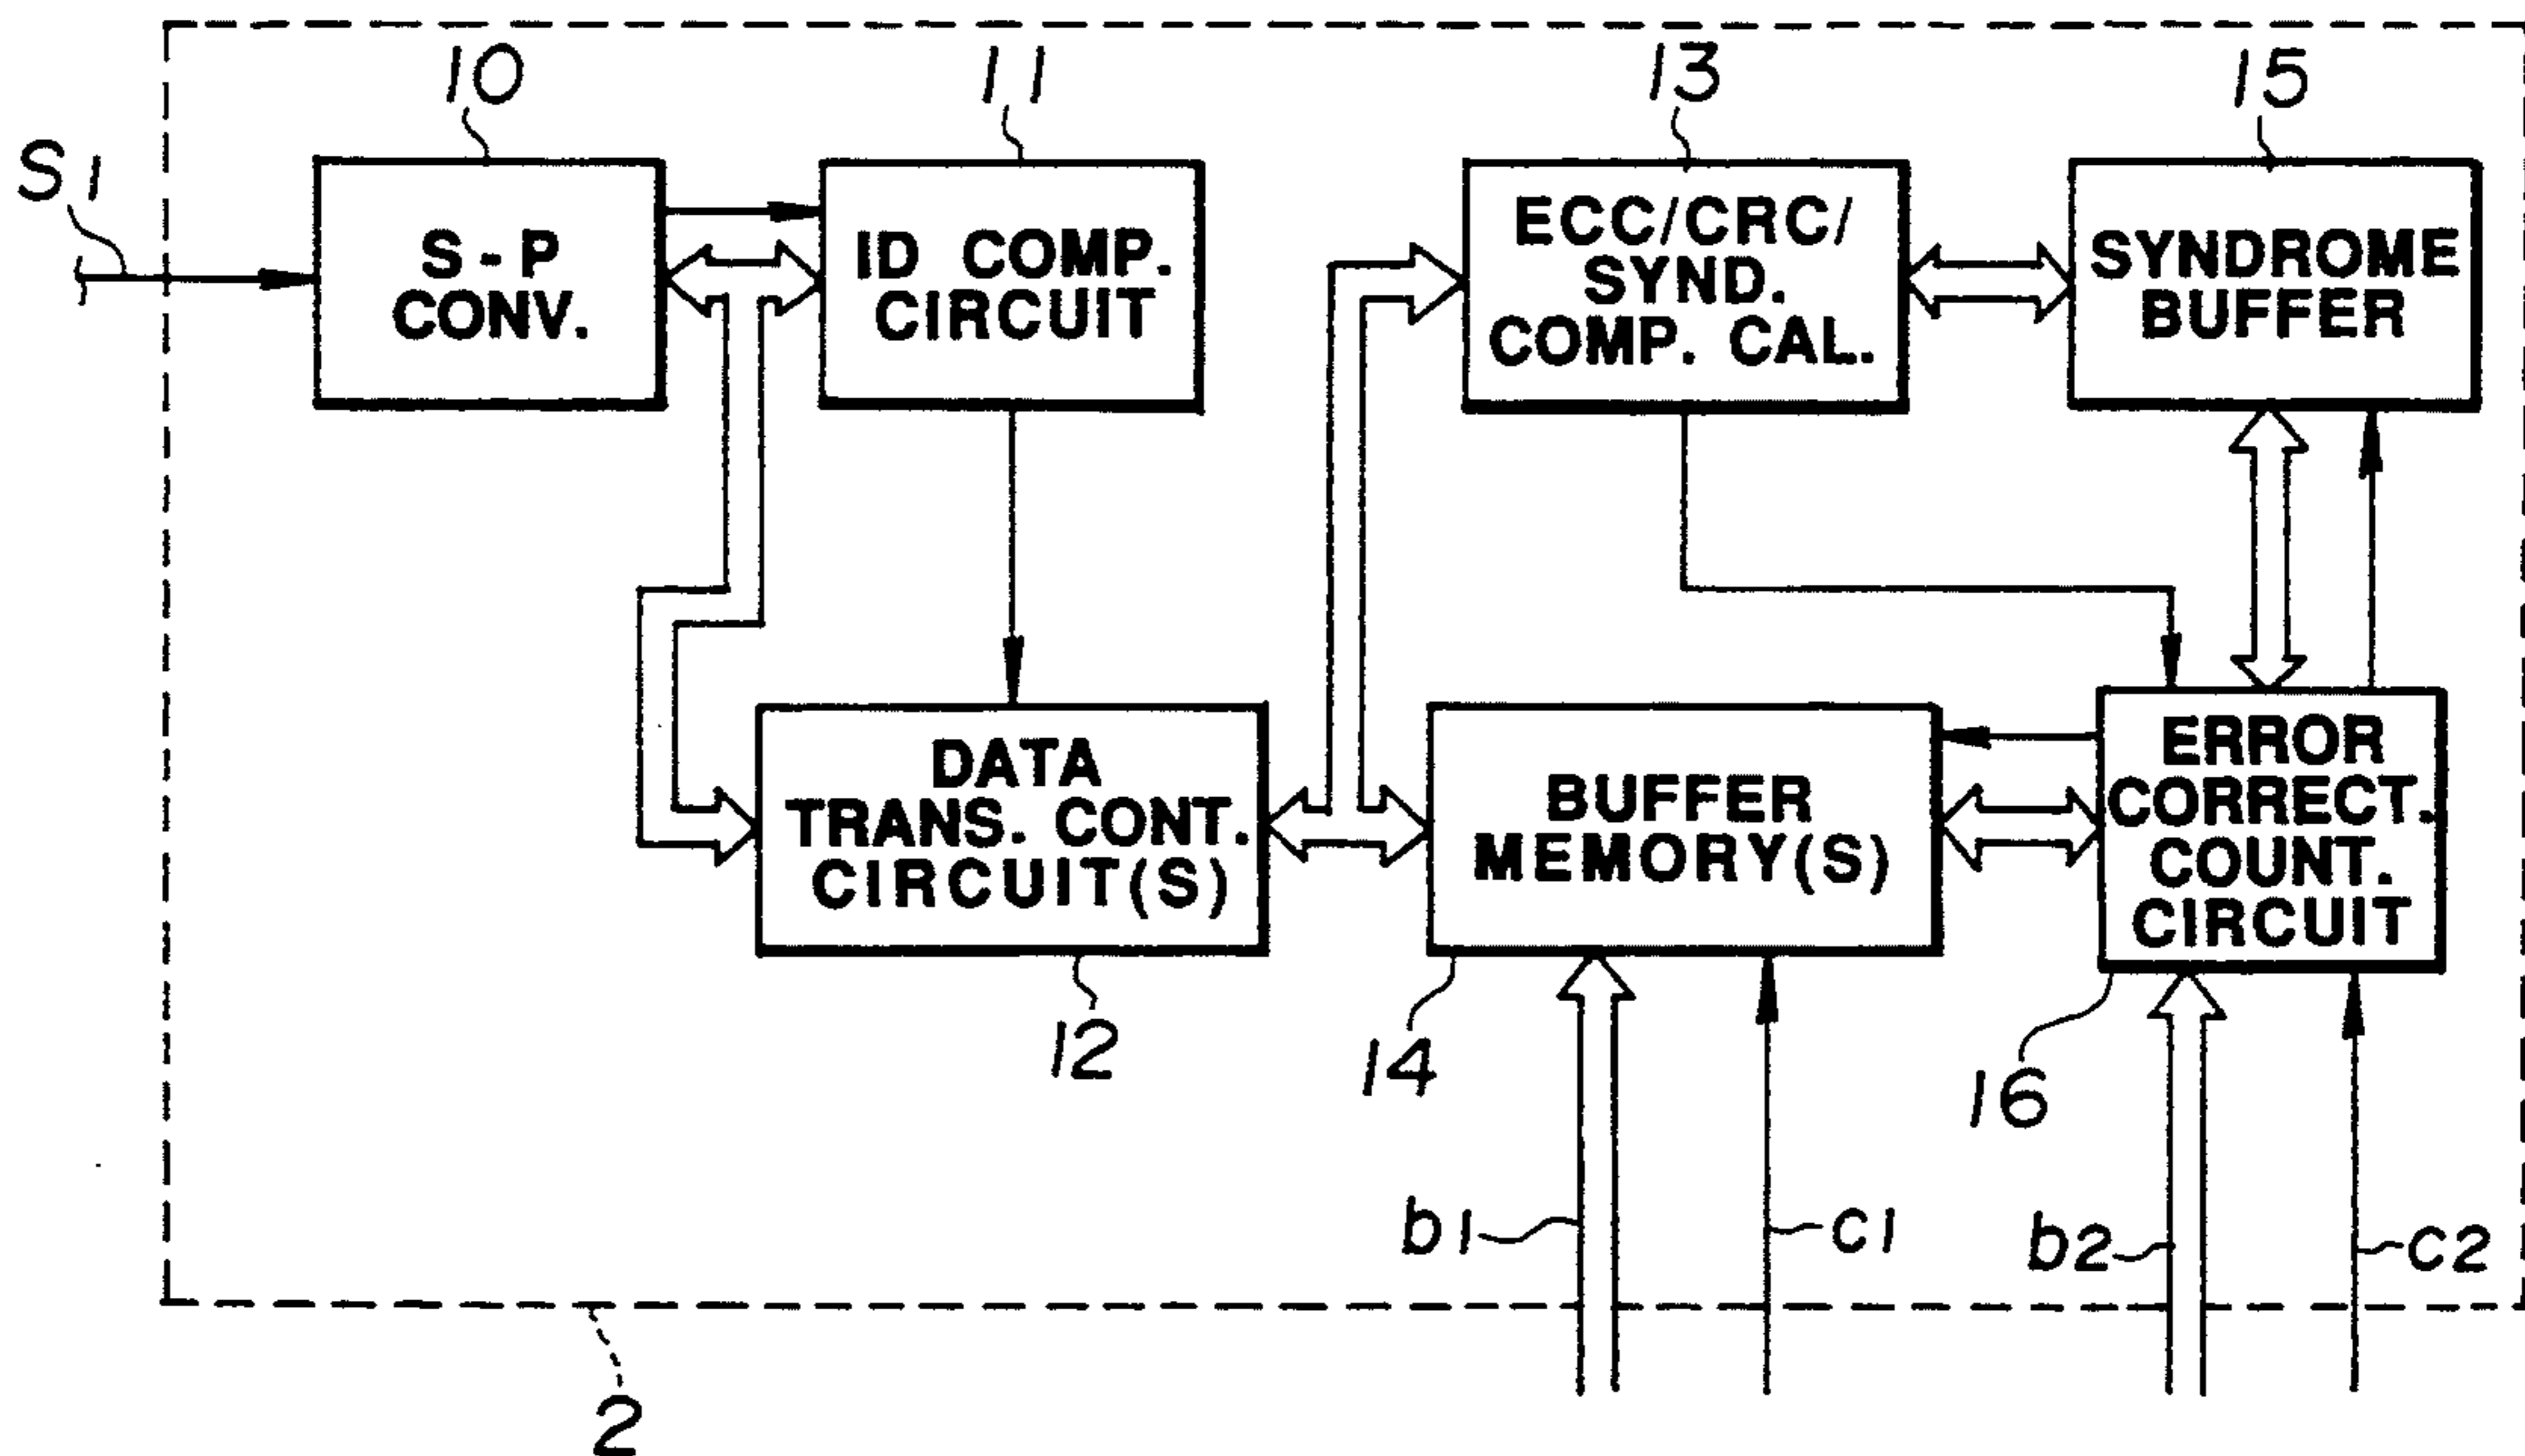 10
11
13
15
S1
S-P
CONV.
ID COMP.
CIRCUIT
ECC/CRC/
SYND.
COMP. CAL.
SYNDROME
BUFFER
DATA
TRANS. CONT.
CIRCUIT(S)
BUFFER
MEMORY(S)
ERROR
CORRECT.
COUNT.
CIRCUIT
12
14
16
b1
C1
b2
C2
2